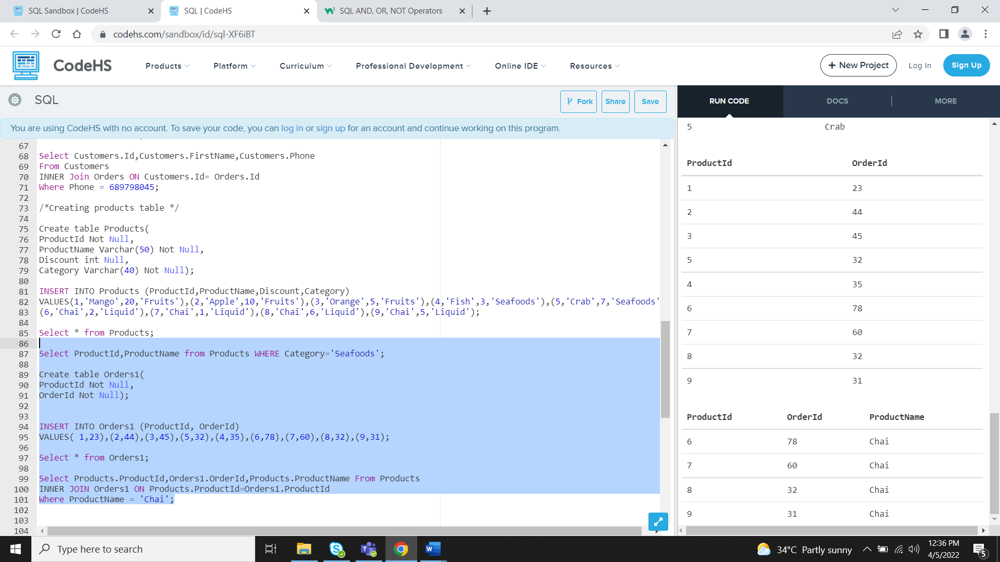 SQL Sandbox | CodeHS
SQL | CodeHS
SQL AND, OR, NOT Operators
codehs.com/sandbox/id/sql-XF6iBT
CodeHS
Products
Platform
Curriculum
Professional Development
Online IDE
Resources
+ New Project
Log In
Sign Up
SQL
Fork
Share
Save
RUN CODE
DOCS
MORE
You are using CodeHS with no account. To save your code, you can log in or sign up for an account and continue working on this program.
67
68 Select Customers.Id,Customers.FirstName,Customers.Phone
69 From Customers
70 INNER Join Orders ON Customers.Id= Orders.Id
71 Where Phone = 689798045;
72
73 /*Creating products table */
74
75 Create table Products(
76 ProductId Not Null,
77 ProductName Varchar(50) Not Null,
78 Discount int Null,
79 Category Varchar(40) Not Null);
80
81 INSERT INTO Products (ProductId,ProductName,Discount,Category)
82 VALUES(1,'Mango',20,'Fruits'),(2,'Apple',10,'Fruits'),(3,'Orange',5,'Fruits'),(4,'Fish',3,'Seafoods'),(5,'Crab',7,'Seafoods'
83 (6,'Chai',2,'Liquid'),(7,'Chai',1,'Liquid'),(8,'Chai',6,'Liquid'),(9,'Chai',5,'Liquid');
84
85 Select * from Products;
86
87 Select ProductId,ProductName from Products WHERE Category='Seafoods';
88
89 Create table Orders1(
90 ProductId Not Null,
91 OrderId Not Null);
92
93
94 INSERT INTO Orders1 (ProductId, OrderId)
95 VALUES( 1,23),(2,44),(3,45),(5,32),(4,35),(6,78),(7,60),(8,32),(9,31);
96
97 Select * from Orders1;
98
99 Select Products.ProductId,Orders1.OrderId,Products.ProductName From Products
100 INNER JOIN Orders1 ON Products.ProductId=Orders1.ProductId
101 Where ProductName = 'Chai';
102
103
104
5 Crab
ProductId OrderId
1 23
2 44
3 45
5 32
4 35
6 78
7 60
8 32
9 31
ProductId OrderId ProductName
6 78 Chai
7 60 Chai
8 32 Chai
9 31 Chai
Type here to search
34°C Partly sunny
12:36 PM
4/5/2022
5